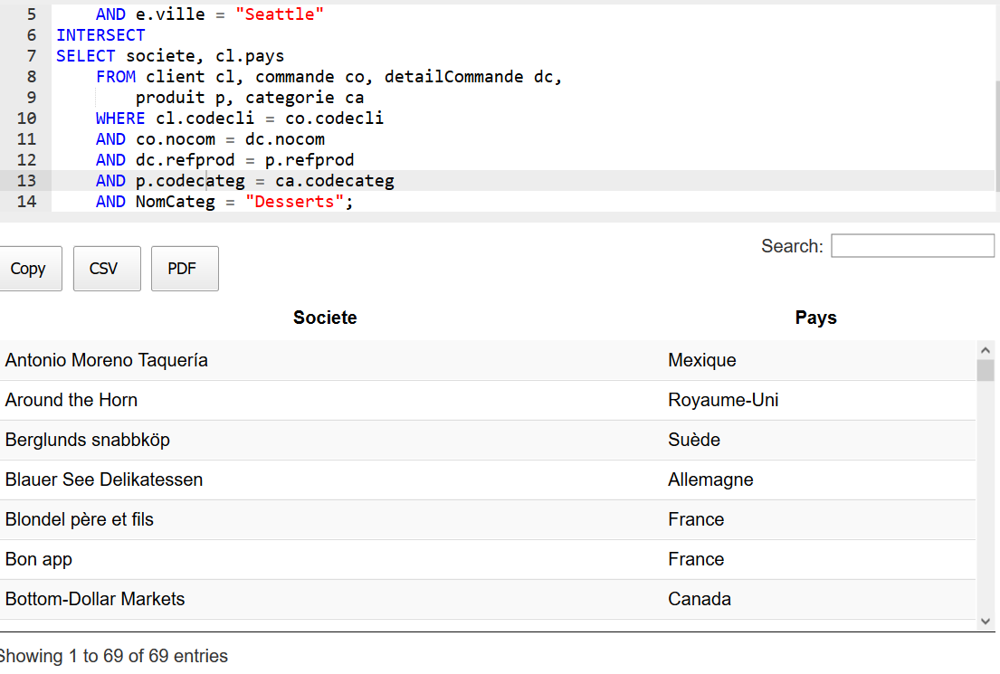 5 AND e.ville = "Seattle"
6 INTERSECT
7 SELECT societe, cl.pays
8 FROM client cl, commande co, detailCommande dc,
9 produit p, categorie ca
10 WHERE cl.codecli = co.codecli
11 AND co.nocom = dc.nocom
12 AND dc.refprod = p.refprod
13 AND p.codecateg = ca.codecateg
14 AND NomCateg = "Desserts";
Search:
Copy CSV PDF
Societe Pays
Antonio Moreno Taquería Mexique
Around the Horn Royaume-Uni
Berglunds snabbköp Suède
Blauer See Delikatessen Allemagne
Blondel père et fils France
Bon app France
Bottom-Dollar Markets Canada
Showing 1 to 69 of 69 entries